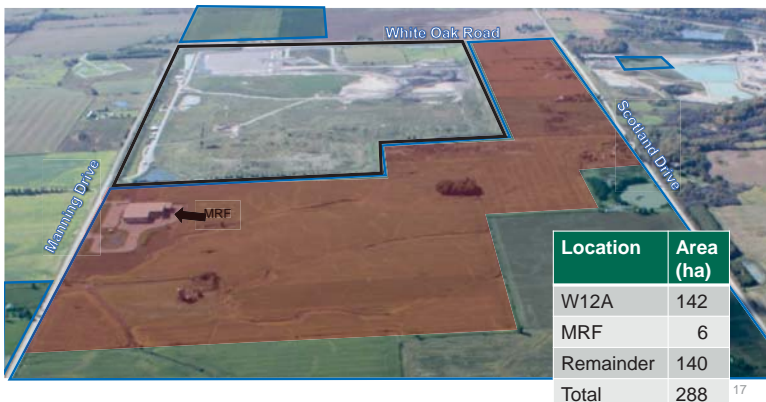 White Oak Road
Scotland Drive
Manning Drive
MRF
Location Area (ha)
W12A 142
MRF 6
Remainder 140
Total 288
17